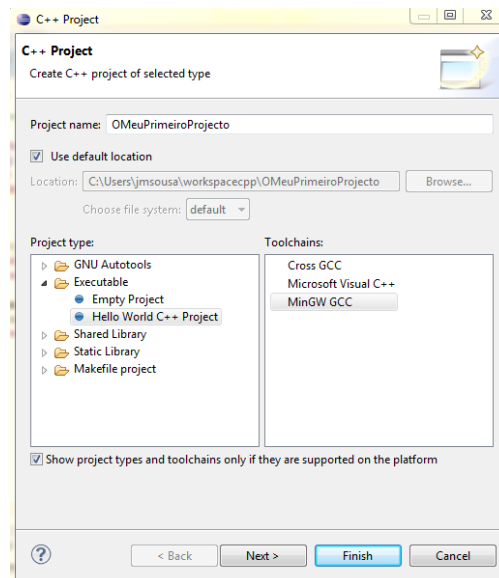 C++ Project
C++ Project
Create C++ project of selected type
Project name: OMeuPrimeiroProjecto
Use default location
Location: C:\Users\jmsousa\workspacecpp\OMeuPrimeiroProjecto Browse...
Choose file system: default
Project type:
GNU Autotools
Executable
Empty Project
Hello World C++ Project
Shared Library
Static Library
Makefile project
Toolchains:
Cross GCC
Microsoft Visual C++
MinGW GCC
Show project types and toolchains only if they are supported on the platform
? < Back Next > Finish Cancel